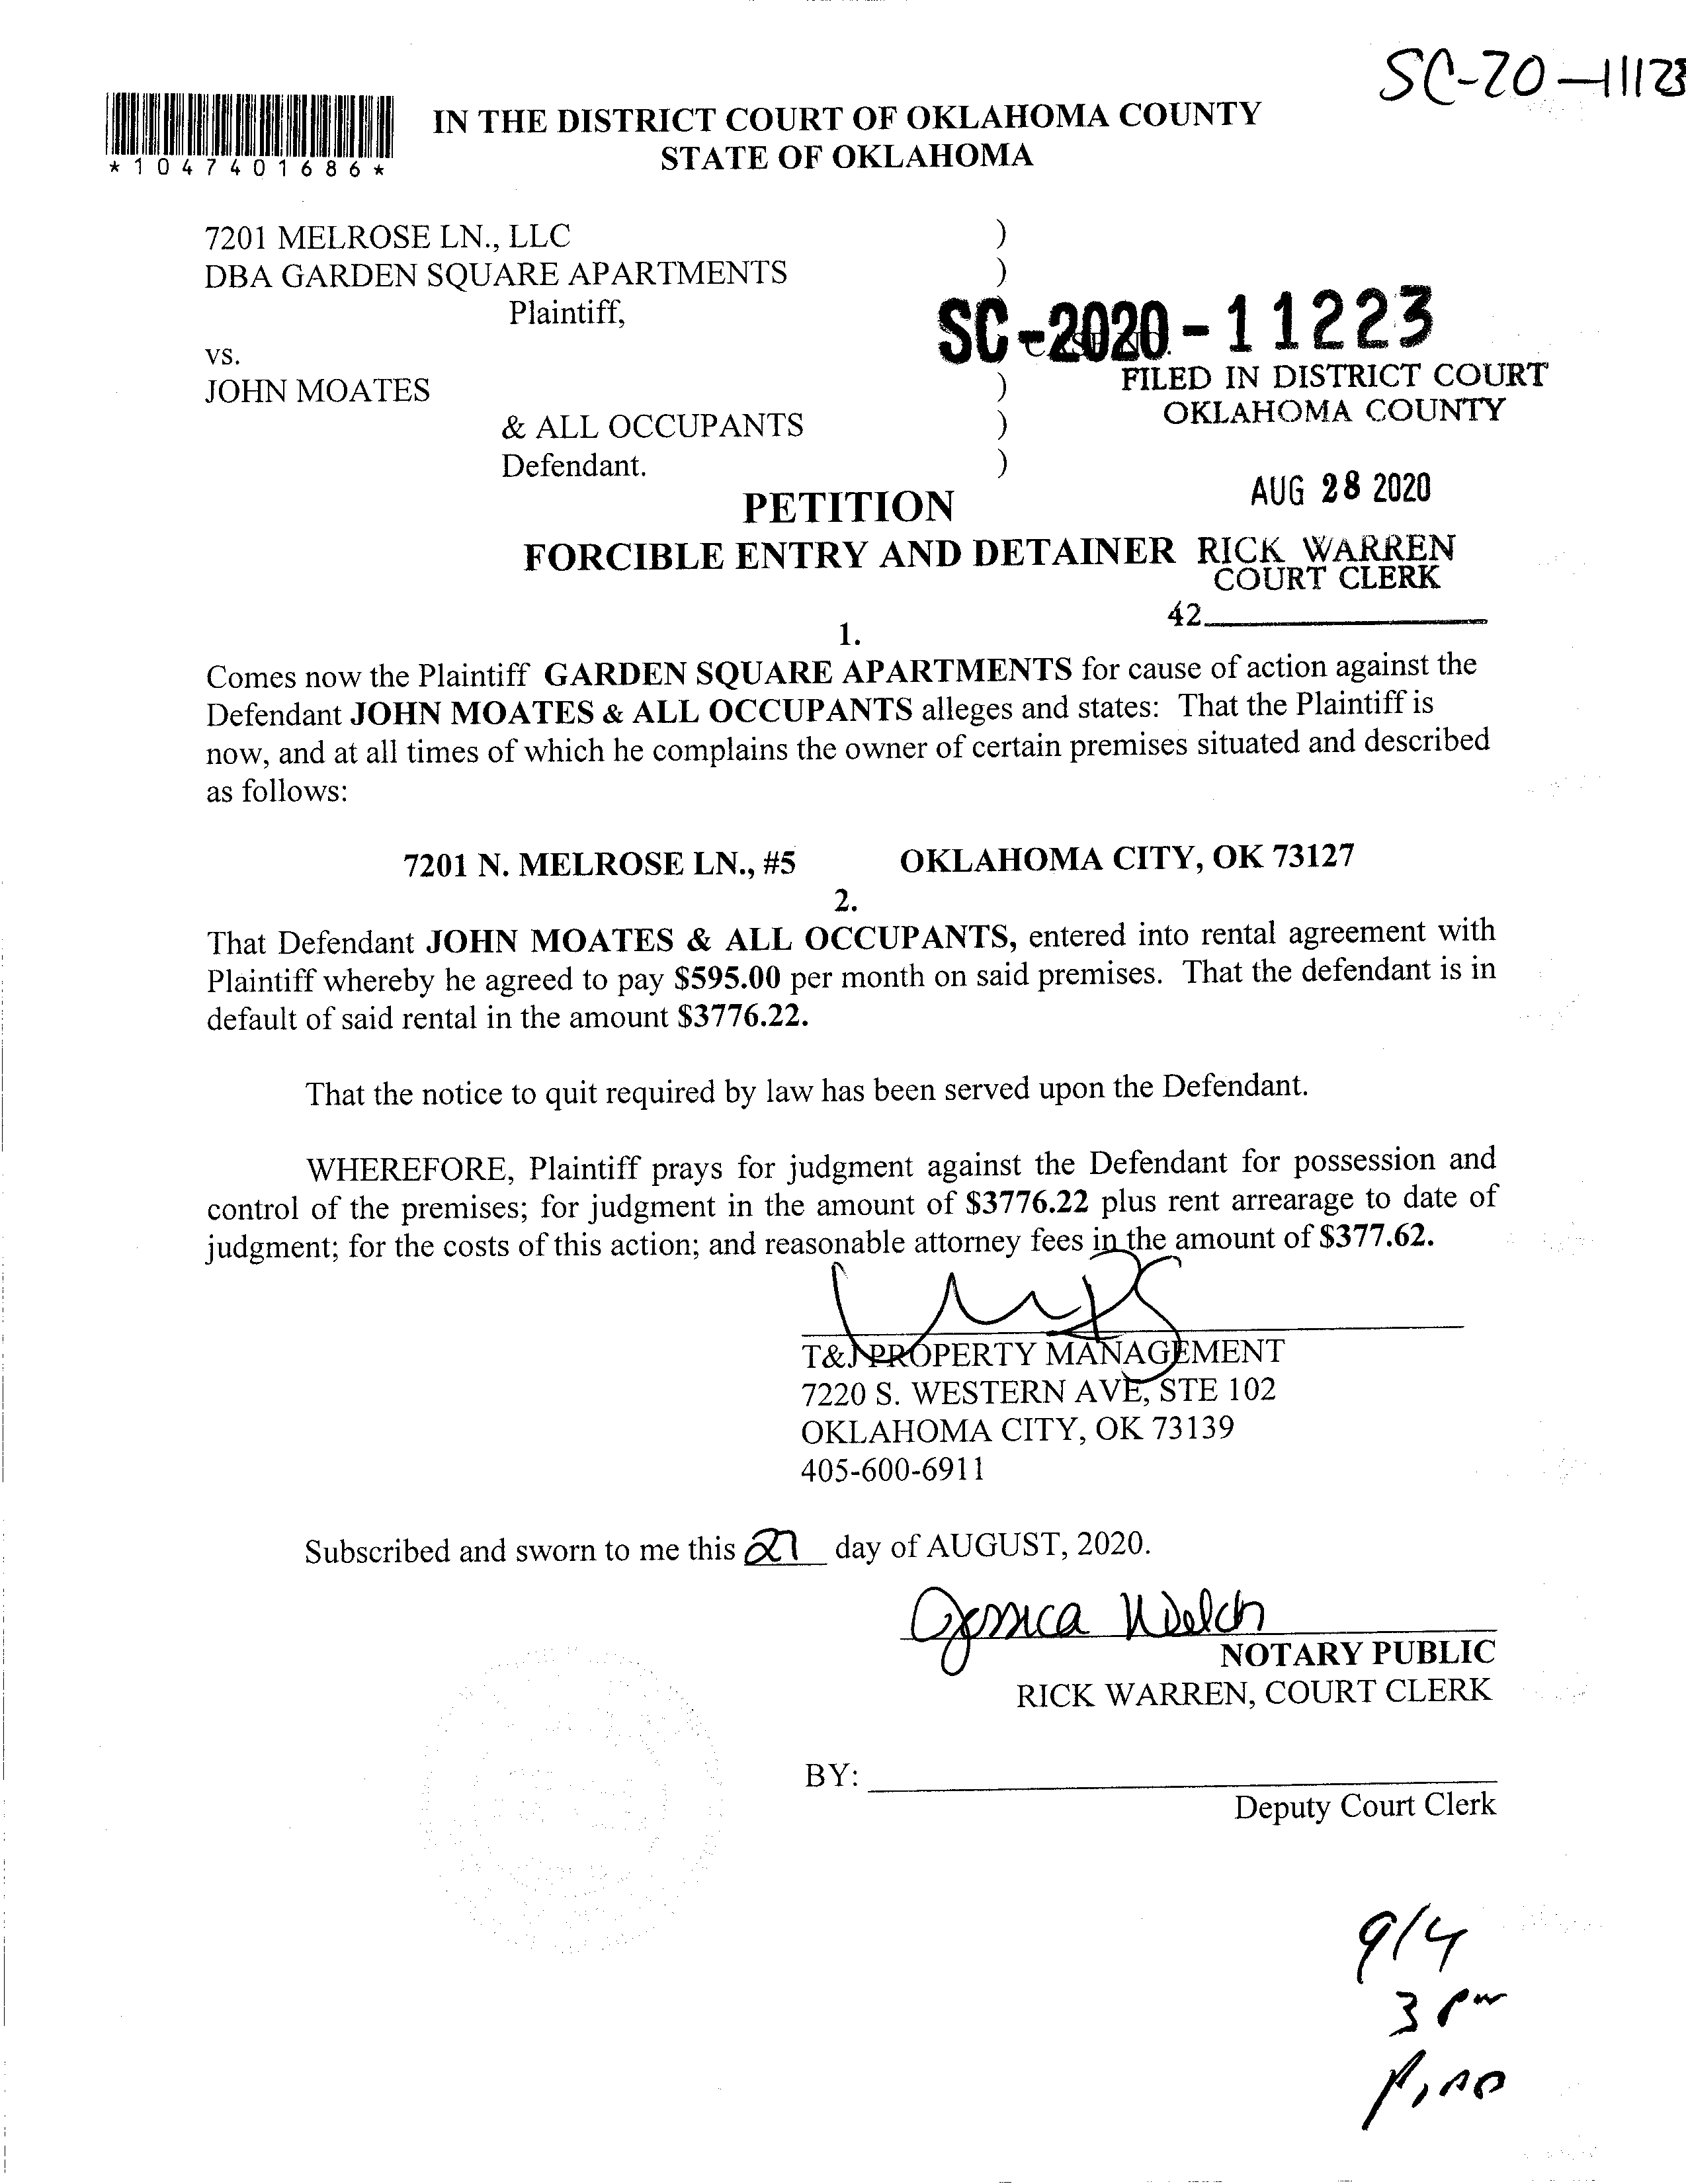 SC-20-11123
*1047401686*
IN THE DISTRICT COURT OF OKLAHOMA COUNTY
STATE OF OKLAHOMA
7201 MELROSE LN., LLC )
DBA GARDEN SQUARE APARTMENTS )
Plaintiff,
SC-2020-11223
vs.
JOHN MOATES )
FILED IN DISTRICT COURT
& ALL OCCUPANTS )
OKLAHOMA COUNTY
Defendant. )
AUG 28 2020
PETITION
FORCIBLE ENTRY AND DETAINER
RICK WARREN
COURT CLERK
42
1.
Comes now the Plaintiff GARDEN SQUARE APARTMENTS for cause of action against the
Defendant JOHN MOATES & ALL OCCUPANTS alleges and states: That the Plaintiff is
now, and at all times of which he complains the owner of certain premises situated and described
as follows:
7201 N. MELROSE LN., #5 OKLAHOMA CITY, OK 73127
2.
That Defendant JOHN MOATES & ALL OCCUPANTS, entered into rental agreement with
Plaintiff whereby he agreed to pay $595.00 per month on said premises. That the defendant is in
default of said rental in the amount $3776.22.
That the notice to quit required by law has been served upon the Defendant.
WHEREFORE, Plaintiff prays for judgment against the Defendant for possession and
control of the premises; for judgment in the amount of $3776.22 plus rent arrearage to date of
judgment; for the costs of this action; and reasonable attorney fees in the amount of $377.62.
T&J PROPERTY MANAGEMENT
7220 S. WESTERN AVE, STE 102
OKLAHOMA CITY, OK 73139
405-600-6911
Subscribed and sworn to me this 27 day of AUGUST, 2020.
Jessica Welch
NOTARY PUBLIC
RICK WARREN, COURT CLERK
BY:
Deputy Court Clerk
9/4
3 pm